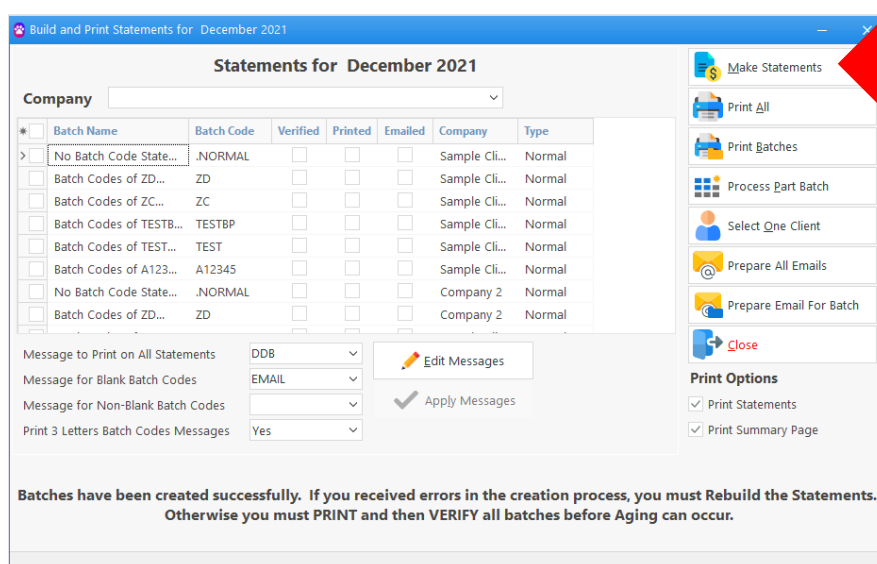 Build and Print Statements for December 2021
Statements for December 2021
Company
Batch Name Batch Code Verified Printed Emailed Company Type
No Batch Code State... .NORMAL Sample Cli... Normal
Batch Codes of ZD... ZD Sample Cli... Normal
Batch Codes of ZC... ZC Sample Cli... Normal
Batch Codes of TESTB... TESTBP Sample Cli... Normal
Batch Codes of TEST... TEST Sample Cli... Normal
Batch Codes of A123... A12345 Sample Cli... Normal
No Batch Code State... .NORMAL Company 2 Normal
Batch Codes of ZD... ZD Company 2 Normal
Message to Print on All Statements DDB
Message for Blank Batch Codes EMAIL
Message for Non-Blank Batch Codes
Print 3 Letters Batch Codes Messages Yes
Edit Messages
Apply Messages
Make Statements
Print All
Print Batches
Process Part Batch
Select One Client
Prepare All Emails
Prepare Email For Batch
Close
Print Options
Print Statements
Print Summary Page
Batches have been created successfully. If you received errors in the creation process, you must Rebuild the Statements.
Otherwise you must PRINT and then VERIFY all batches before Aging can occur.